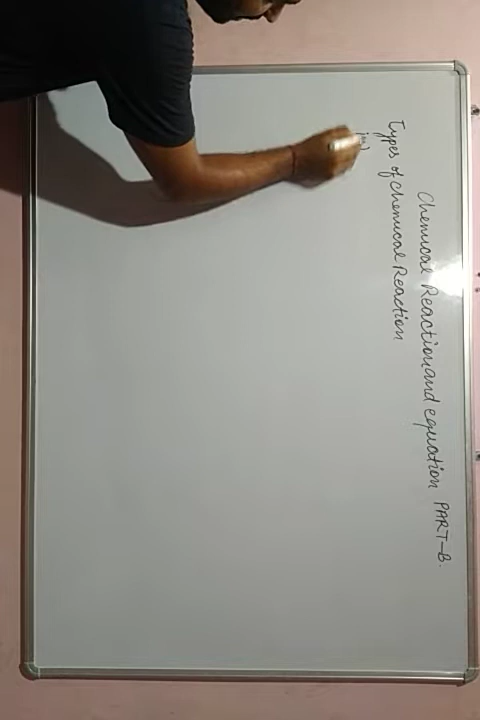 Chemical Reaction and equation PART-B.
Types of chemical Reaction